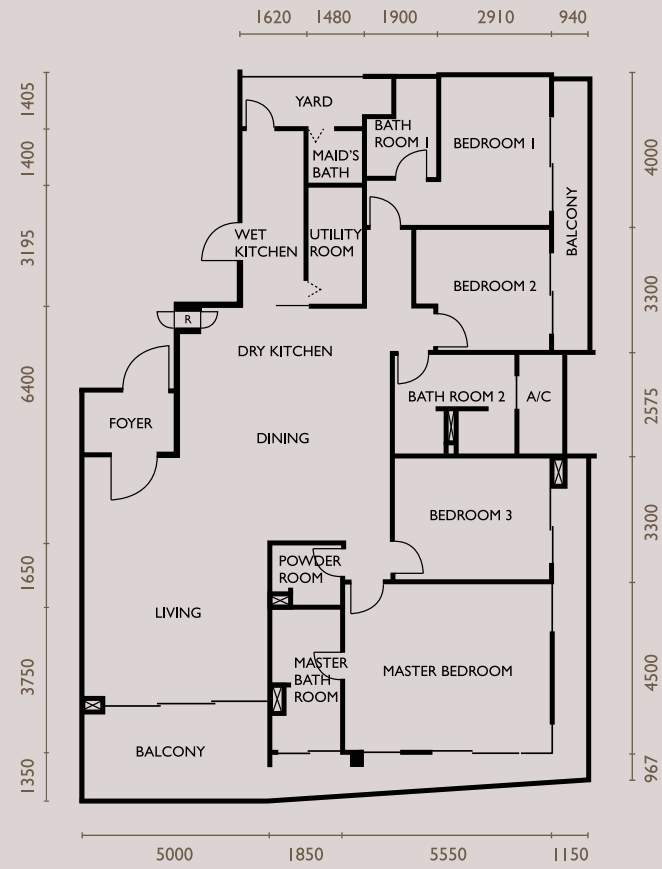 1620 1480 1900 2910 940
1405
1400
3195
6400
1650
3750
1350
YARD
BATH
ROOM 1
BEDROOM 1
MAID'S
BATH
WET
KITCHEN
UTILITY
ROOM
BALCONY
BEDROOM 2
R
DRY KITCHEN
FOYER
BATH ROOM 2
A/C
DINING
BEDROOM 3
POWDER
ROOM
LIVING
MASTER
BATH
ROOM
MASTER BEDROOM
BALCONY
4000
3300
2575
3300
4500
967
5000 1850 5550 1150